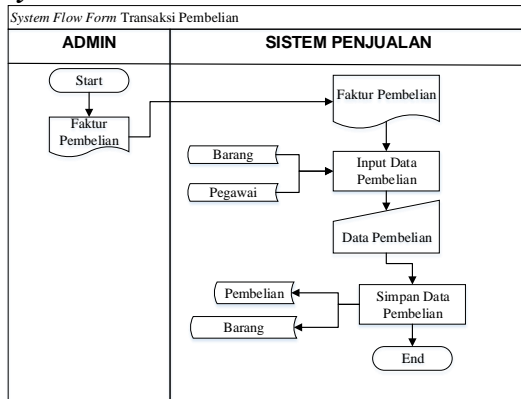 System Flow Form Transaksi Pembelian
ADMIN
SISTEM PENJUALAN
Start
Faktur
Pembelian
Faktur Pembelian
Barang
Pegawai
Input Data
Pembelian
Data Pembelian
Pembelian
Barang
Simpan Data
Pembelian
End